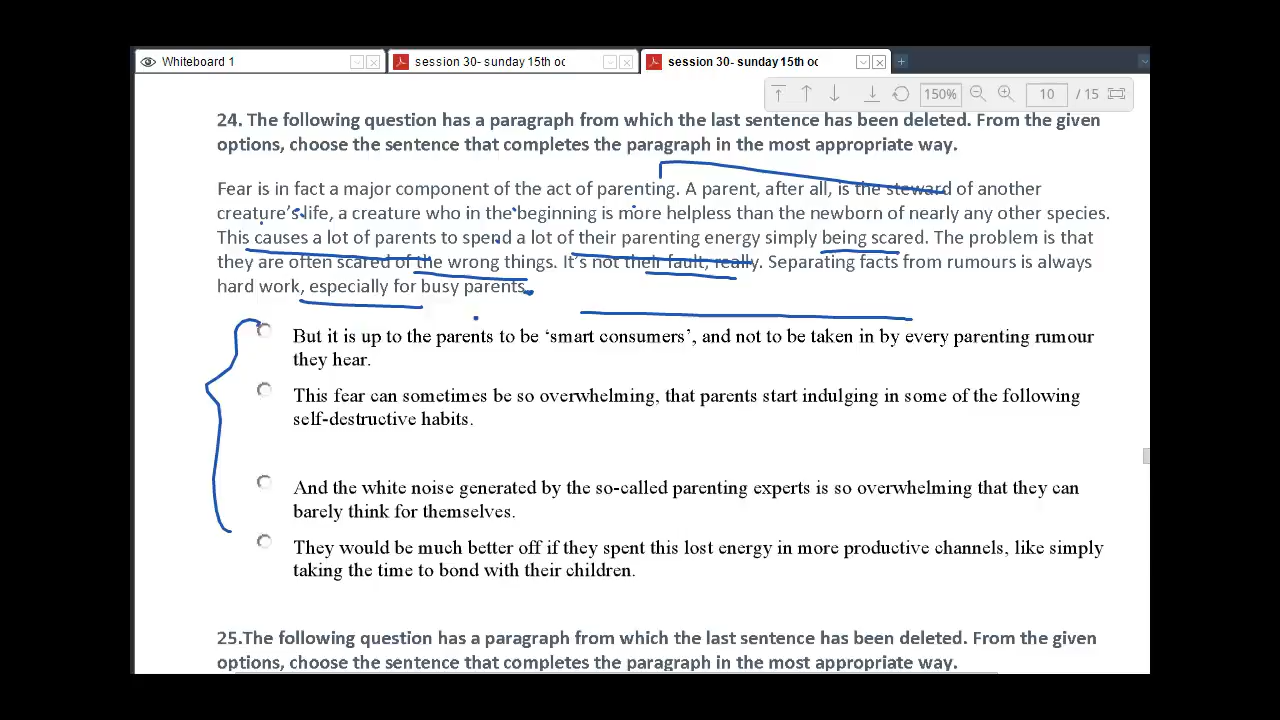 Whiteboard 1
session 30- sunday 15th oc
session 30- sunday 15th oc
150%
10
/ 15
24. The following question has a paragraph from which the last sentence has been deleted. From the given
options, choose the sentence that completes the paragraph in the most appropriate way.
Fear is in fact a major component of the act of parenting. A parent, after all, is the steward of another
creature's life, a creature who in the beginning is more helpless than the newborn of nearly any other species.
This causes a lot of parents to spend a lot of their parenting energy simply being scared. The problem is that
they are often scared of the wrong things. It's not their fault, really. Separating facts from rumours is always
hard work, especially for busy parents.
But it is up to the parents to be ‘smart consumers’, and not to be taken in by every parenting rumour
they hear.
This fear can sometimes be so overwhelming, that parents start indulging in some of the following
self-destructive habits.
And the white noise generated by the so-called parenting experts is so overwhelming that they can
barely think for themselves.
They would be much better off if they spent this lost energy in more productive channels, like simply
taking the time to bond with their children.
25.The following question has a paragraph from which the last sentence has been deleted. From the given
options, choose the sentence that completes the paragraph in the most appropriate way.